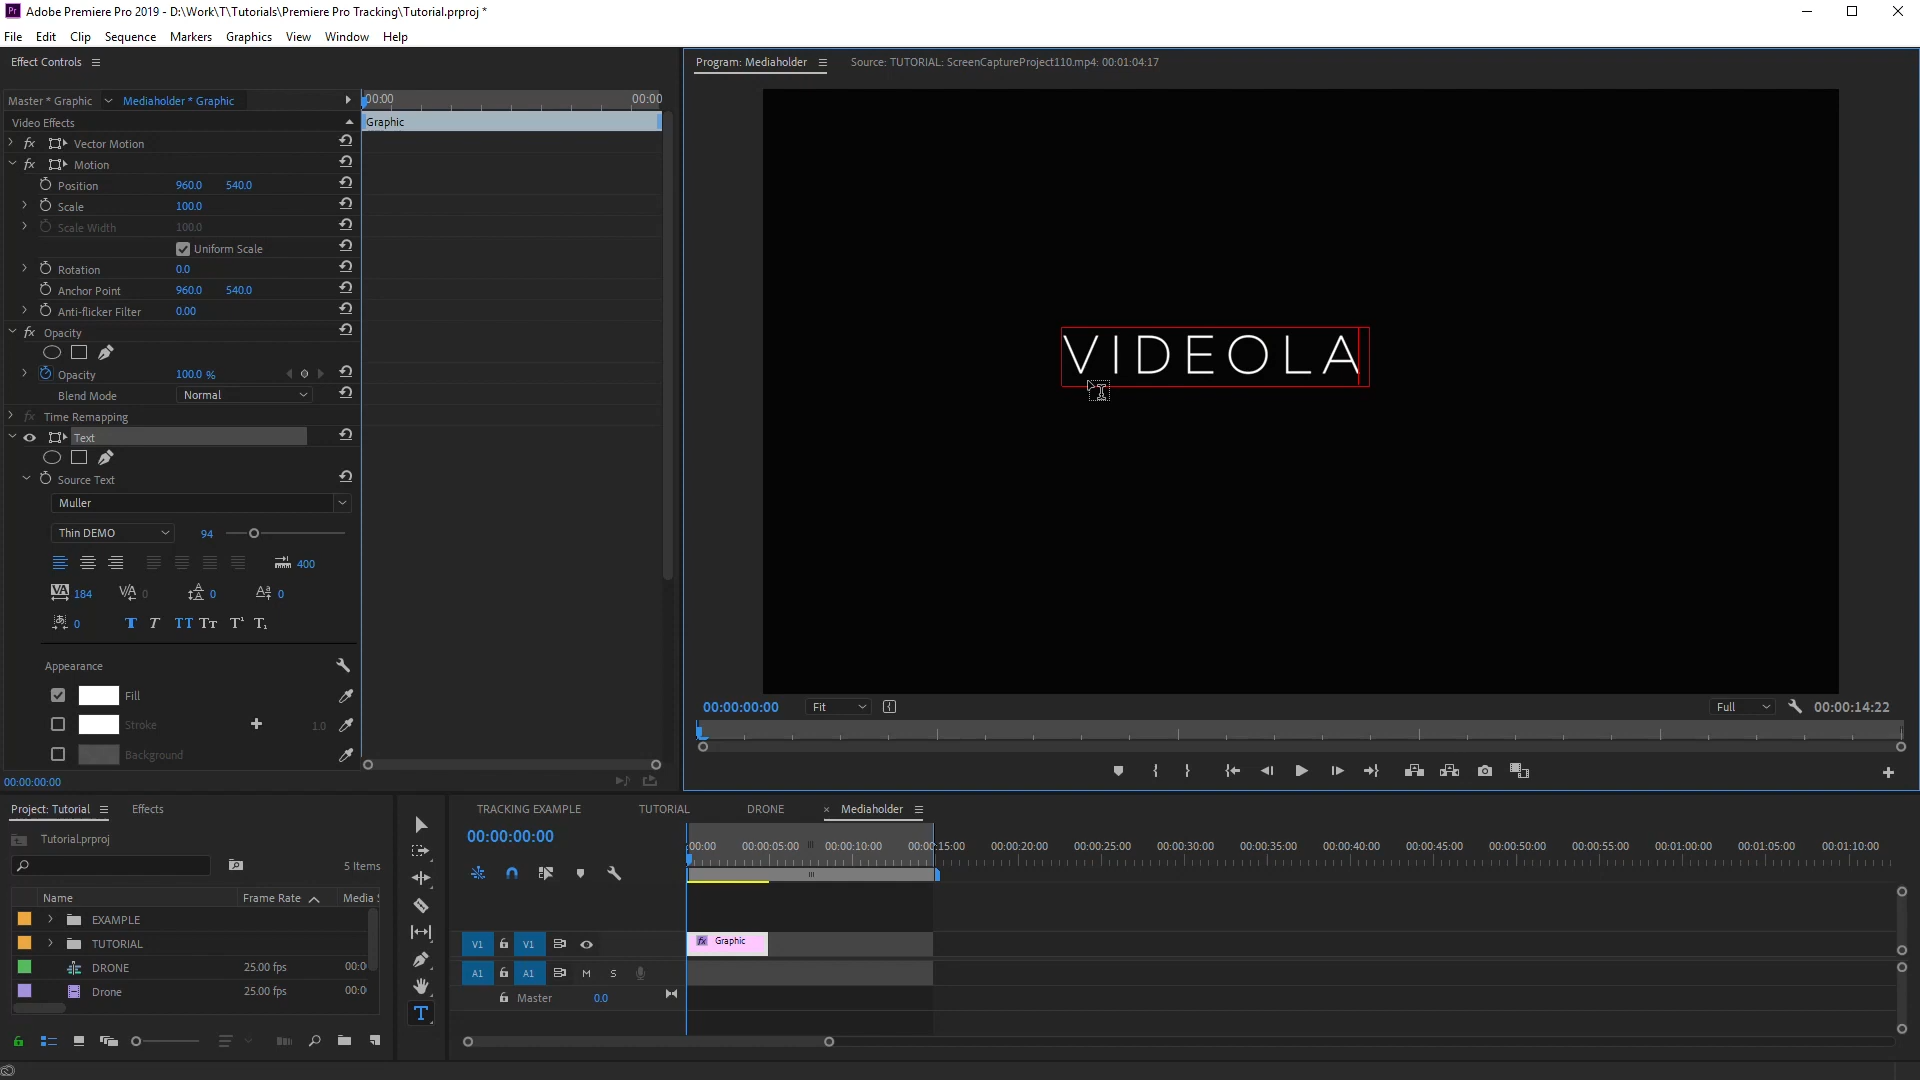 Adobe Premiere Pro 2019 - D:\Work\T\Tutorials\Premiere Pro Tracking\Tutorial.prproj *
File Edit Clip Sequence Markers Graphics View Window Help
Effect Controls
Master * Graphic Mediaholder * Graphic
00:00 00:00
Video Effects
Graphic
fx Vector Motion
fx Motion
Position 960.0 540.0
Scale 100.0
Scale Width 100.0
Uniform Scale
Rotation 0.0
Anchor Point 960.0 540.0
Anti-flicker Filter 0.00
fx Opacity
Opacity 100.0 %
Blend Mode Normal
fx Time Remapping
Text
Source Text
Muller
Thin DEMO 94
400
VA 184 V/A 0 0 0
0 T T TT Tт T¹ T₁
Appearance
Fill
Stroke 1.0
Background
00:00:00:00
Program: Mediaholder Source: TUTORIAL: ScreenCaptureProject110.mp4: 00:01:04:17
VIDEOLA
00:00:00:00 Fit Full 00:00:14:22
Project: Tutorial Effects
Tutorial.prproj
5 Items
Name Frame Rate Media S
EXAMPLE
TUTORIAL
DRONE 25.00 fps 00:0
Drone 25.00 fps 00:0
TRACKING EXAMPLE TUTORIAL DRONE × Mediaholder
00:00:00:00
:00:00 00:00:05:00 00:00:10:00 00:00:15:00 00:00:20:00 00:00:25:00 00:00:30:00 00:00:35:00 00:00:40:00 00:00:45:00 00:00:50:00 00:00:55:00 00:01:00:00 00:01:05:00 00:01:10:00
V1 V1 fx Graphic
A1 A1 M S
Master 0.0